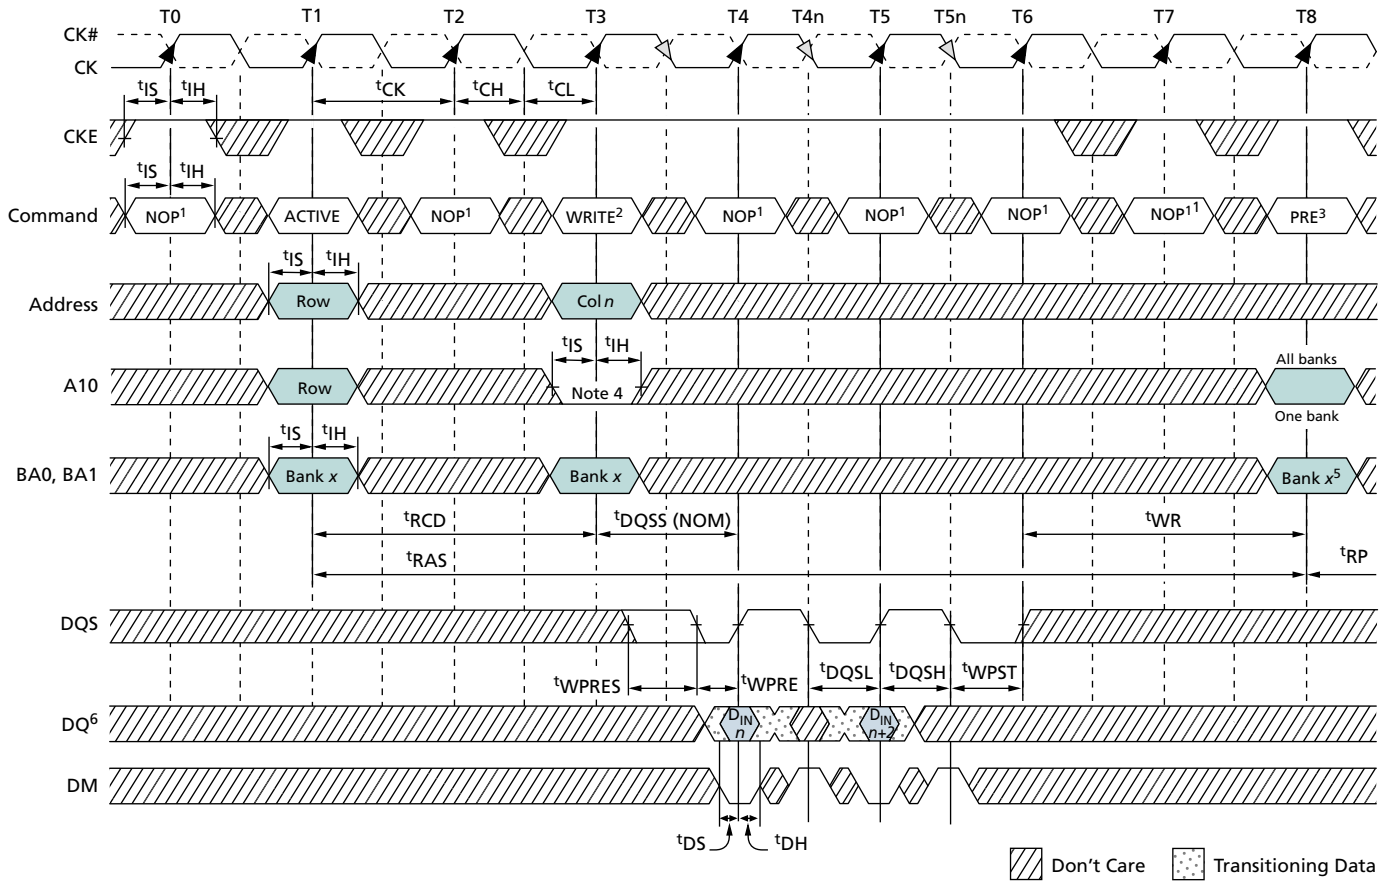 T0 T1 T2 T3 T4 T4n T5 T5n T6 T7 T8
CK#
CK
tIS tIH tCK tCH tCL
CKE
tIS tIH
Command NOP1 ACTIVE NOP1 WRITE2 NOP1 NOP1 NOP1 NOP11 PRE3
tIS tIH
Address Row Col n
tIS tIH All banks
A10 Row Note 4
One bank
tIS tIH
BA0, BA1 Bank x Bank x Bank x5
tRCD tDQSS (NOM) tWR
tRAS tRP
DQS
tWPRES tWPRE tDQSL tDQSH tWPST
DQ6 DIN n DIN n+2
DM
tDS tDH
Don't Care Transitioning Data